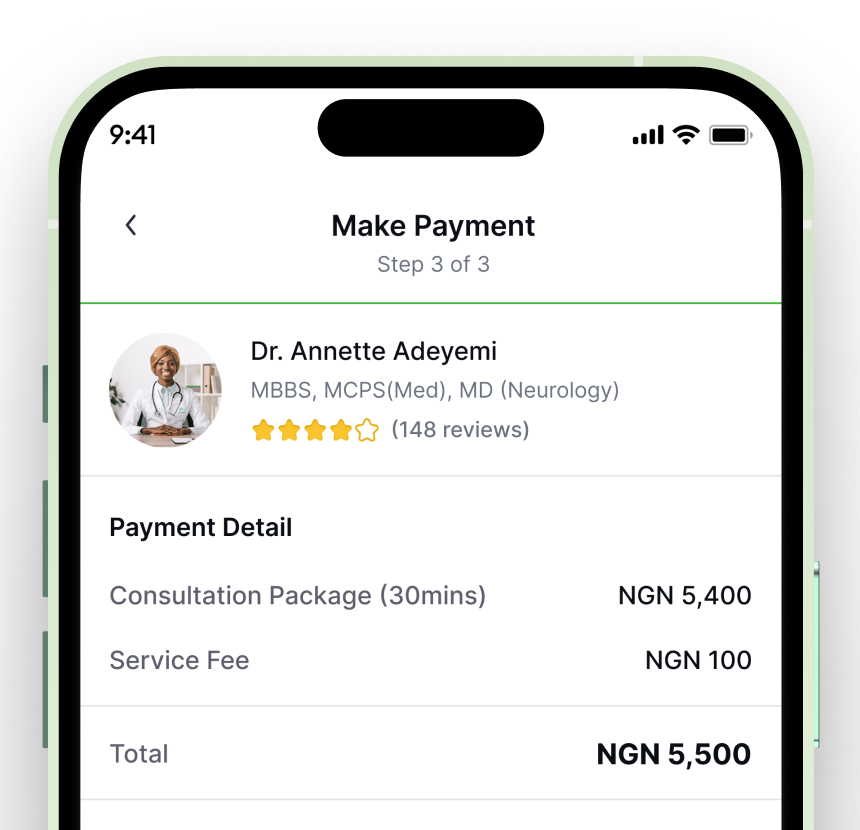 9:41
Make Payment
Step 3 of 3
Dr. Annette Adeyemi
MBBS, MCPS(Med), MD (Neurology)
(148 reviews)
Payment Detail
Consultation Package (30mins) NGN 5,400
Service Fee NGN 100
Total NGN 5,500